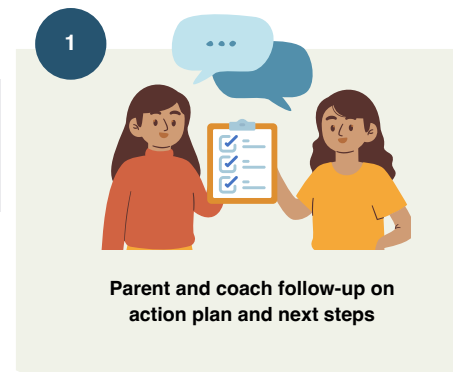 1
Parent and coach follow-up on
action plan and next steps